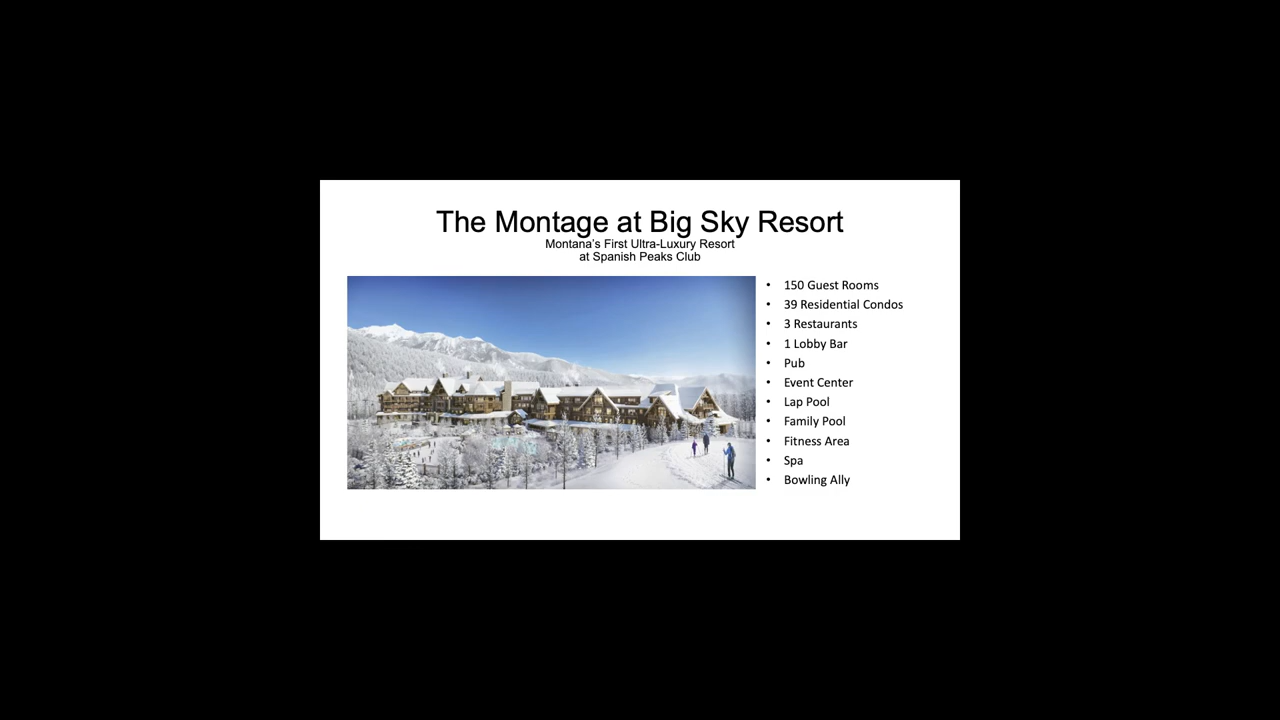 The Montage at Big Sky Resort
Montana's First Ultra-Luxury Resort
at Spanish Peaks Club
• 150 Guest Rooms
• 39 Residential Condos
• 3 Restaurants
• 1 Lobby Bar
• Pub
• Event Center
• Lap Pool
• Family Pool
• Fitness Area
• Spa
• Bowling Ally